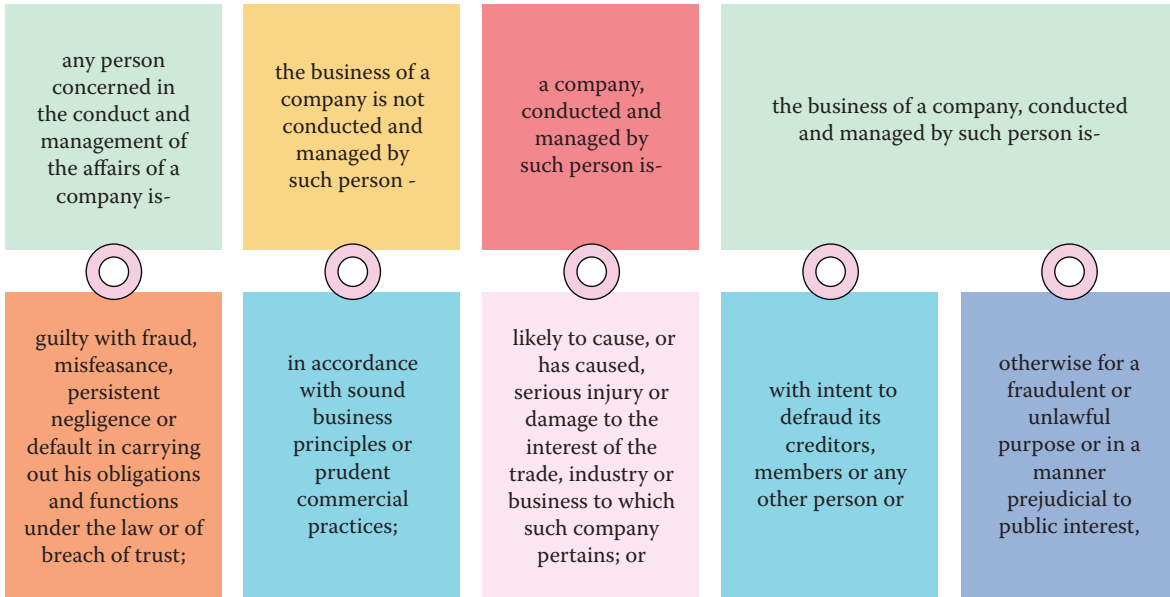 any person
concerned in
the conduct and
management of
the affairs of a
company is-
guilty with fraud,
misfeasance,
persistent
negligence or
default in carrying
out his obligations
and functions
under the law or of
breach of trust;
the business of a
company is not
conducted and
managed by
such person -
in accordance
with sound
business
principles or
prudent
commercial
practices;
a company,
conducted and
managed by
such person is-
likely to cause, or
has caused,
serious injury or
damage to the
interest of the
trade, industry or
business to which
such company
pertains; or
the business of a company, conducted
and managed by such person is-
with intent to
defraud its
creditors,
members or any
other person or
otherwise for a
fraudulent or
unlawful
purpose or in a
manner
prejudicial to
public interest,